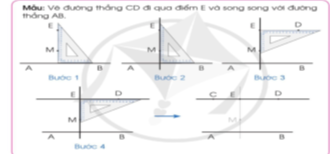 Mẫu: Vẽ đường thẳng CD đi qua điểm E và song song với đường
thẳng AB.
E E E D
M M M
A B A B A B
Bước 1 Bước 2 Bước 3
E D C E D
M M
A B A B
Bước 4